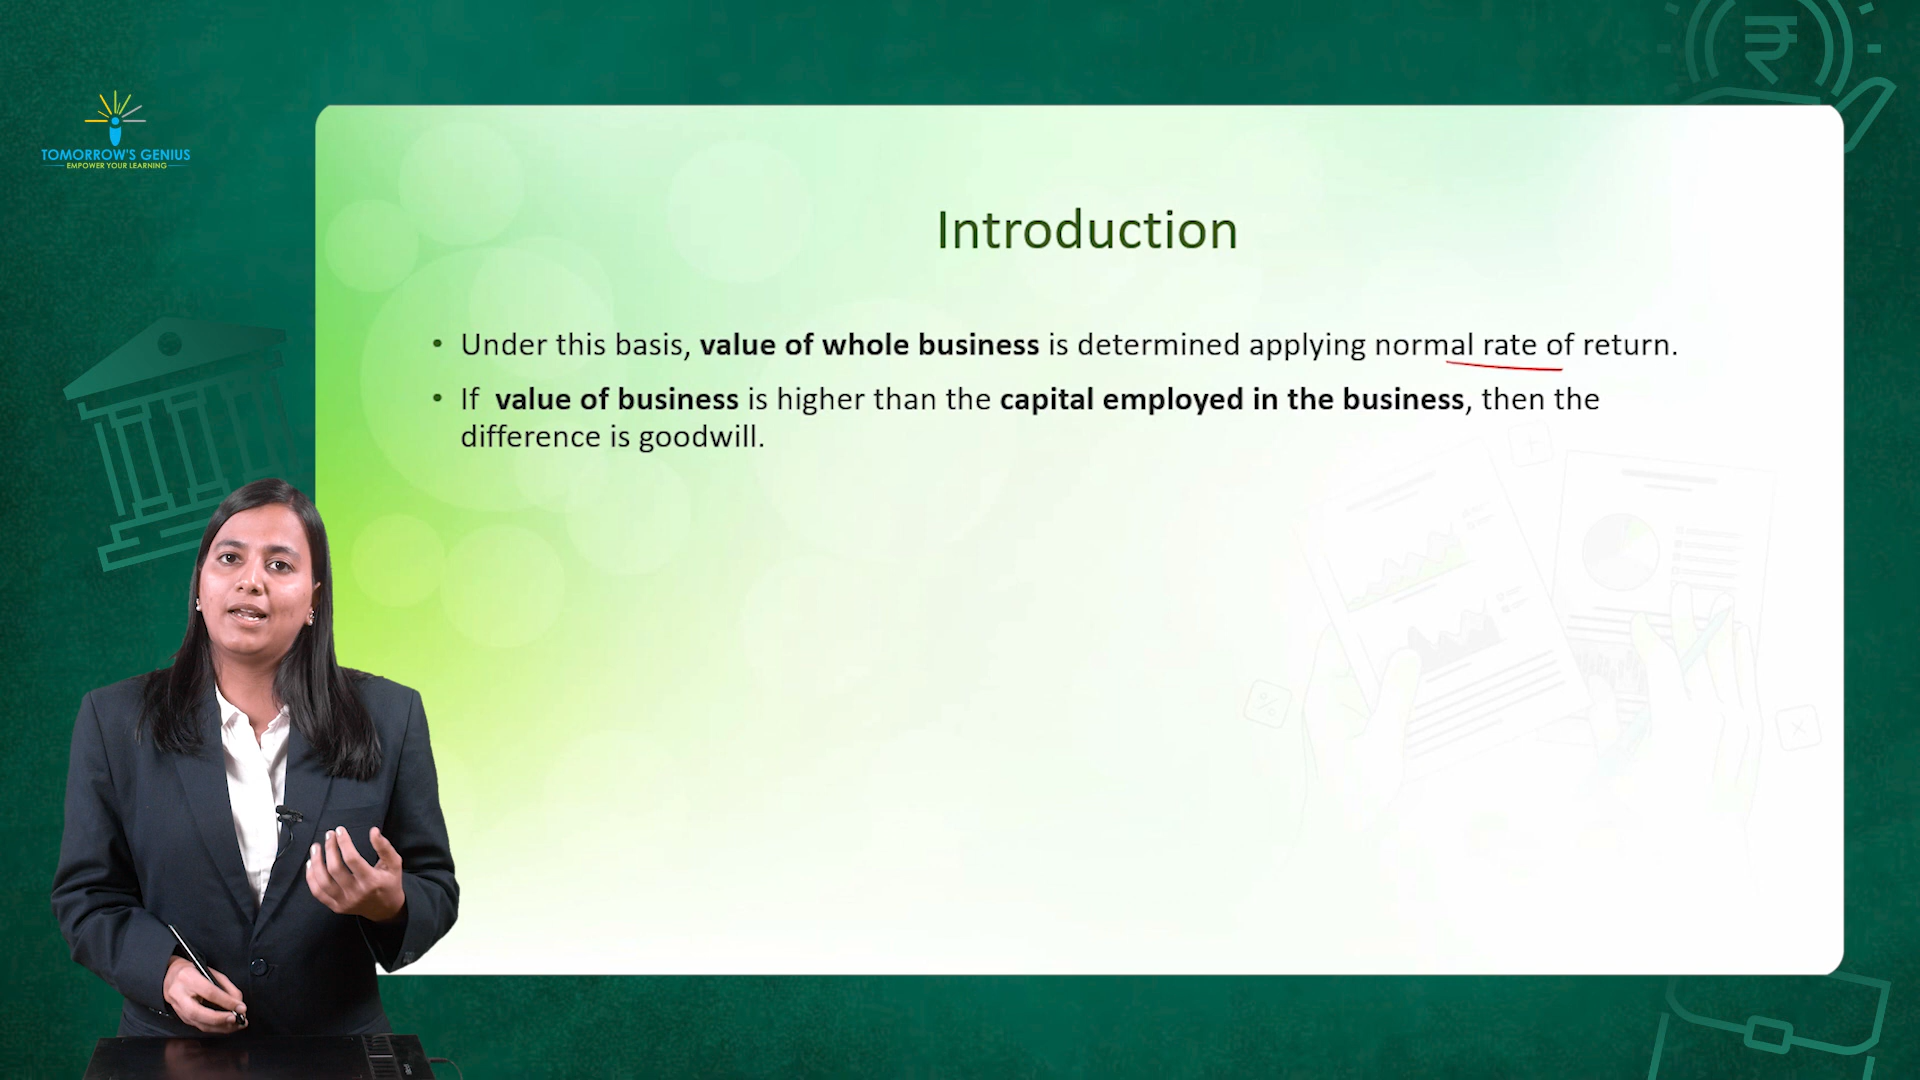 TOMORROW'S GENIUS
EMPOWER YOUR LEARNING
Introduction
• Under this basis, value of whole business is determined applying normal rate of return.
• If value of business is higher than the capital employed in the business, then the
difference is goodwill.